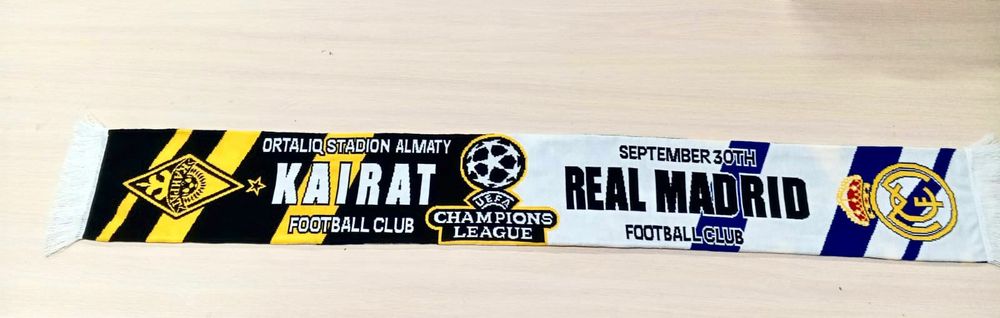 ORTALIQ STADION ALMATY
KAIRAT
FOOTBALL CLUB
UEFA
CHAMPIONS
LEAGUE
SEPTEMBER 30TH
REAL MADRID
FOOTBALL CLUB